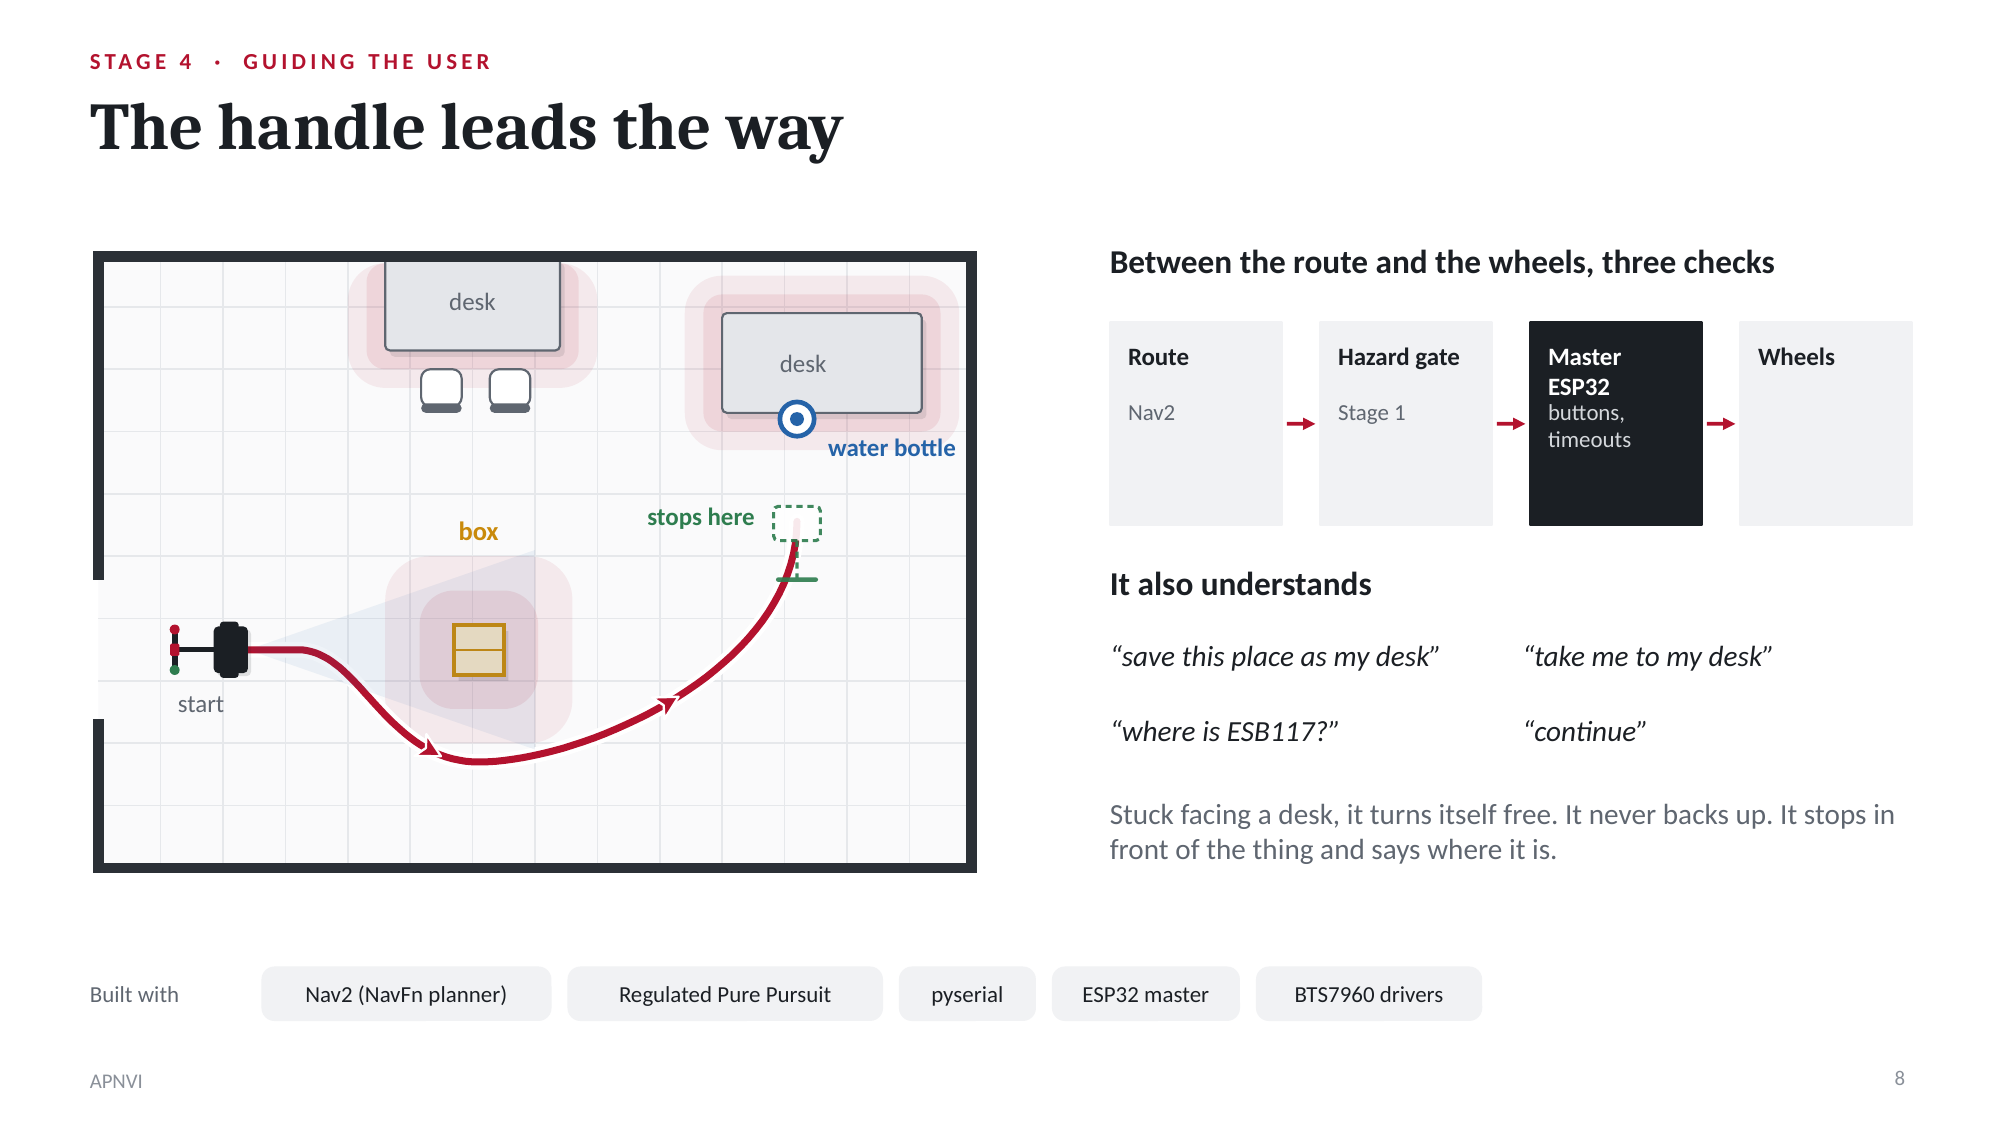 STAGE 4 · GUIDING THE USER
The handle leads the way
desk
desk
water bottle
stops here
box
start
Between the route and the wheels, three checks
Route
Nav2
Hazard gate
Stage 1
Master
ESP32
buttons,
timeouts
Wheels
It also understands
“save this place as my desk”
“take me to my desk”
“where is ESB117?”
“continue”
Stuck facing a desk, it turns itself free. It never backs up. It stops in
front of the thing and says where it is.
Built with
Nav2 (NavFn planner)
Regulated Pure Pursuit
pyserial
ESP32 master
BTS7960 drivers
APNVI
8